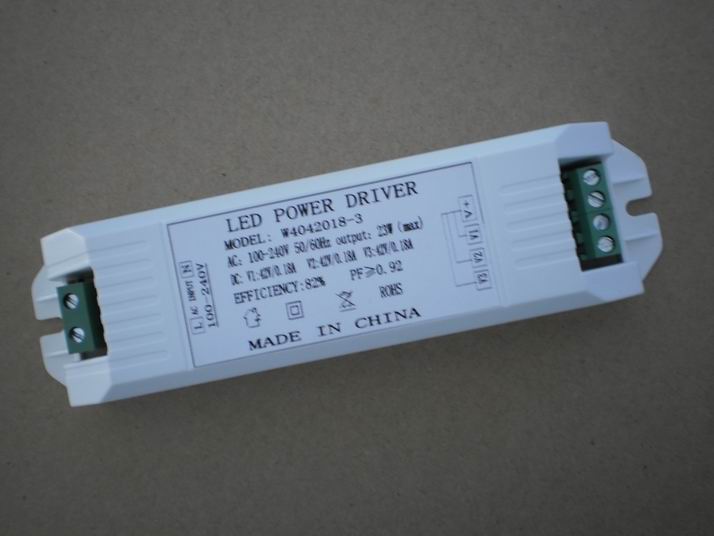 LED POWER DRIVER
MODEL: W4042018-3
AC: 100-240V 50/60Hz output: 23W (max)
DC: V1:42V/0.18A V2:42V/0.18A V3:42V/0.18A
EFFICIENCY:82% PF≥0.92
ROHS
MADE IN CHINA
L AC INPUT N
100-240V
V+
V1
V2
V3